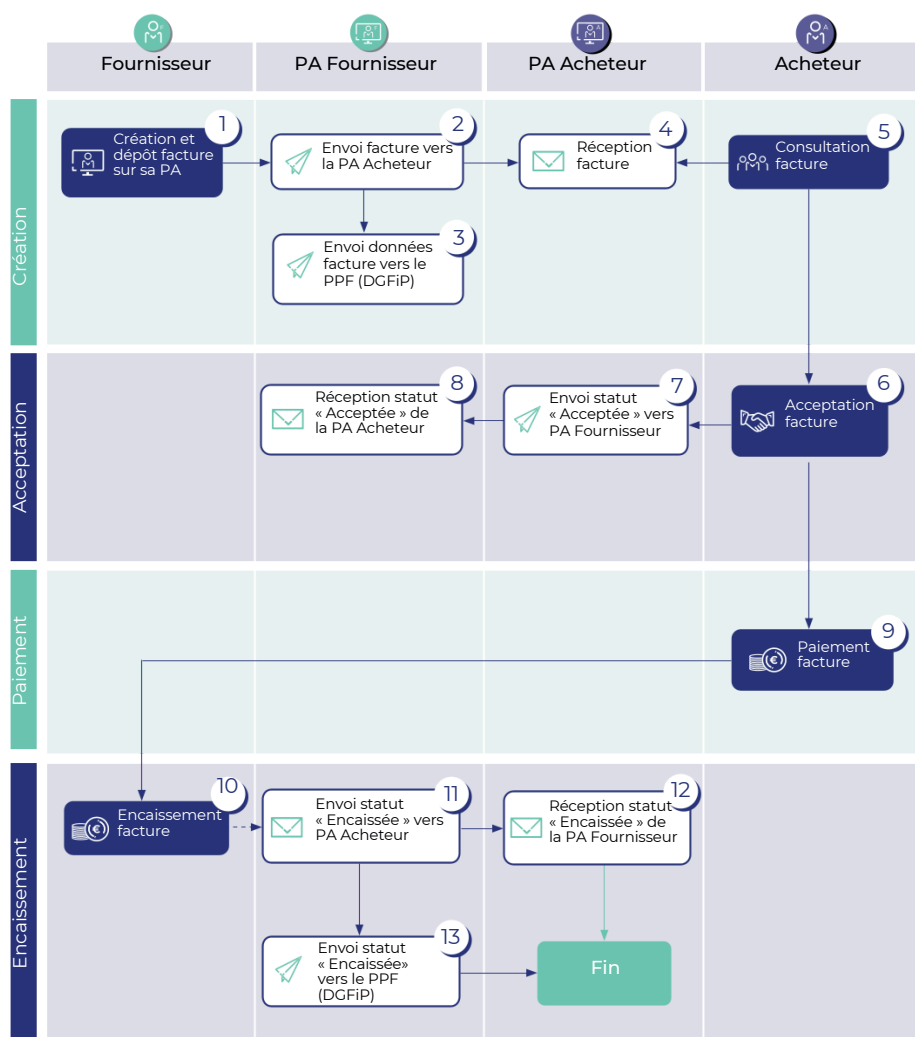 Fournisseur
PA Fournisseur
PA Acheteur
Acheteur
Création
1
Création et
dépôt facture
sur sa PA
2
Envoi facture vers
la PA Acheteur
4
Réception
facture
5
Consultation
facture
3
Envoi données
facture vers le
PPF (DGFiP)
Acceptation
8
Réception statut
« Acceptée » de
la PA Acheteur
7
Envoi statut
« Acceptée » vers
PA Fournisseur
6
Acceptation
facture
Paiement
9
Paiement
facture
Encaissement
10
Encaissement
facture
11
Envoi statut
« Encaissée » vers
PA Acheteur
12
Réception statut
« Encaissée » de
la PA Fournisseur
13
Envoi statut
« Encaissée»
vers le PPF
(DGFiP)
Fin